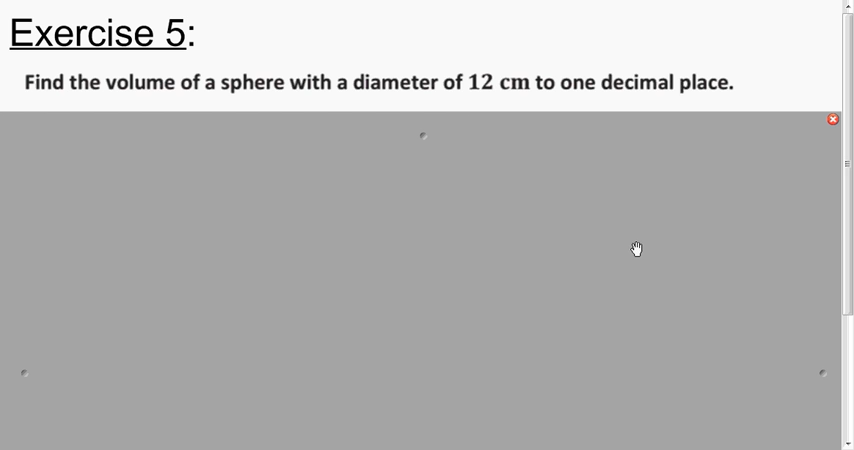 Exercise 5:
Find the volume of a sphere with a diameter of 12 cm to one decimal place.